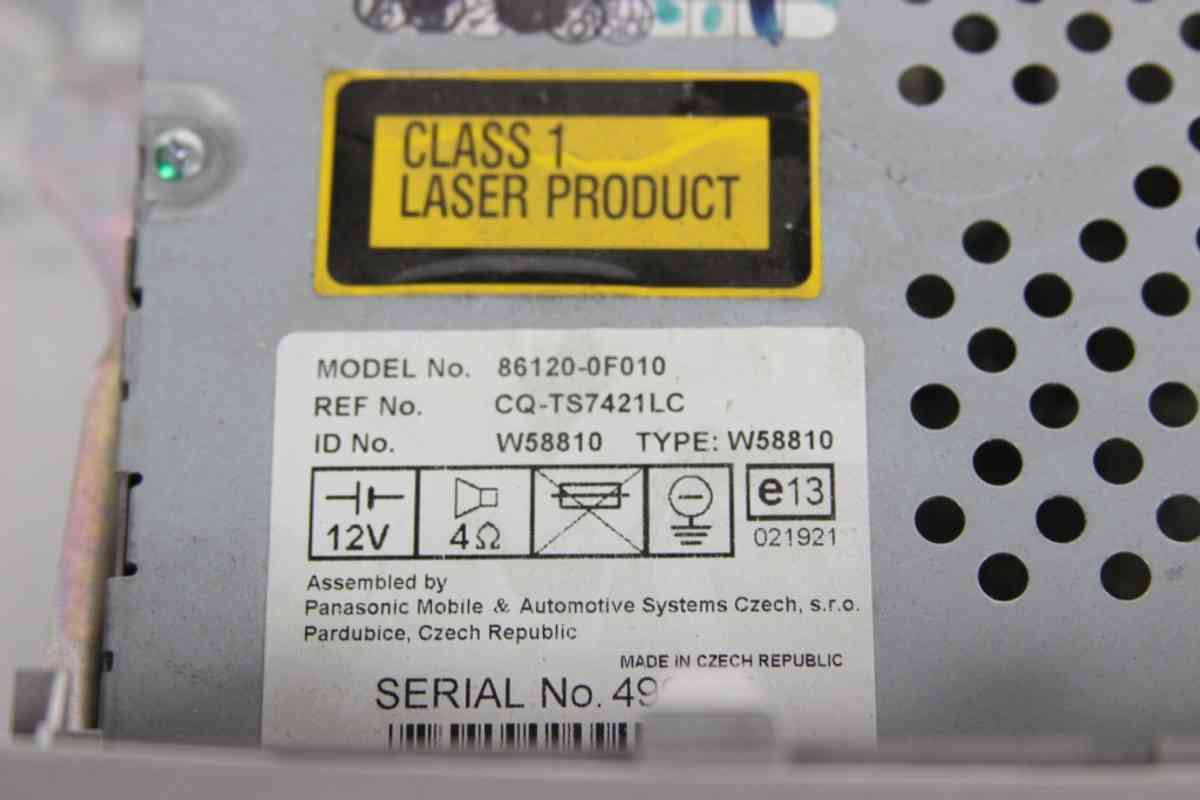 CLASS 1
LASER PRODUCT
MODEL No. 86120-0F010
REF No. CQ-TS7421LC
ID No. W58810 TYPE: W58810
12V 4Ω e13
021921
Assembled by
Panasonic Mobile & Automotive Systems Czech, s.r.o.
Pardubice, Czech Republic
MADE IN CZECH REPUBLIC
SERIAL No. 49